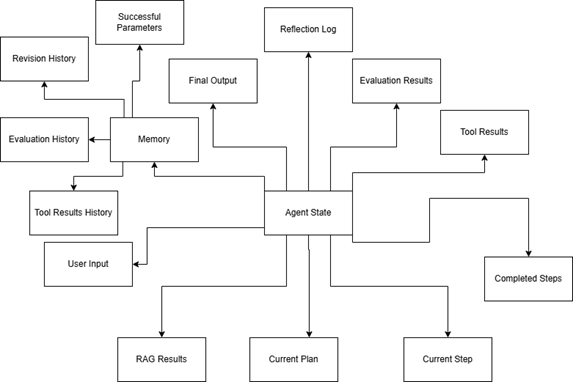 Successful
Parameters
Reflection Log
Revision History
Final Output
Evaluation Results
Evaluation History
Memory
Tool Results
Tool Results History
Agent State
User Input
Completed Steps
RAG Results
Current Plan
Current Step